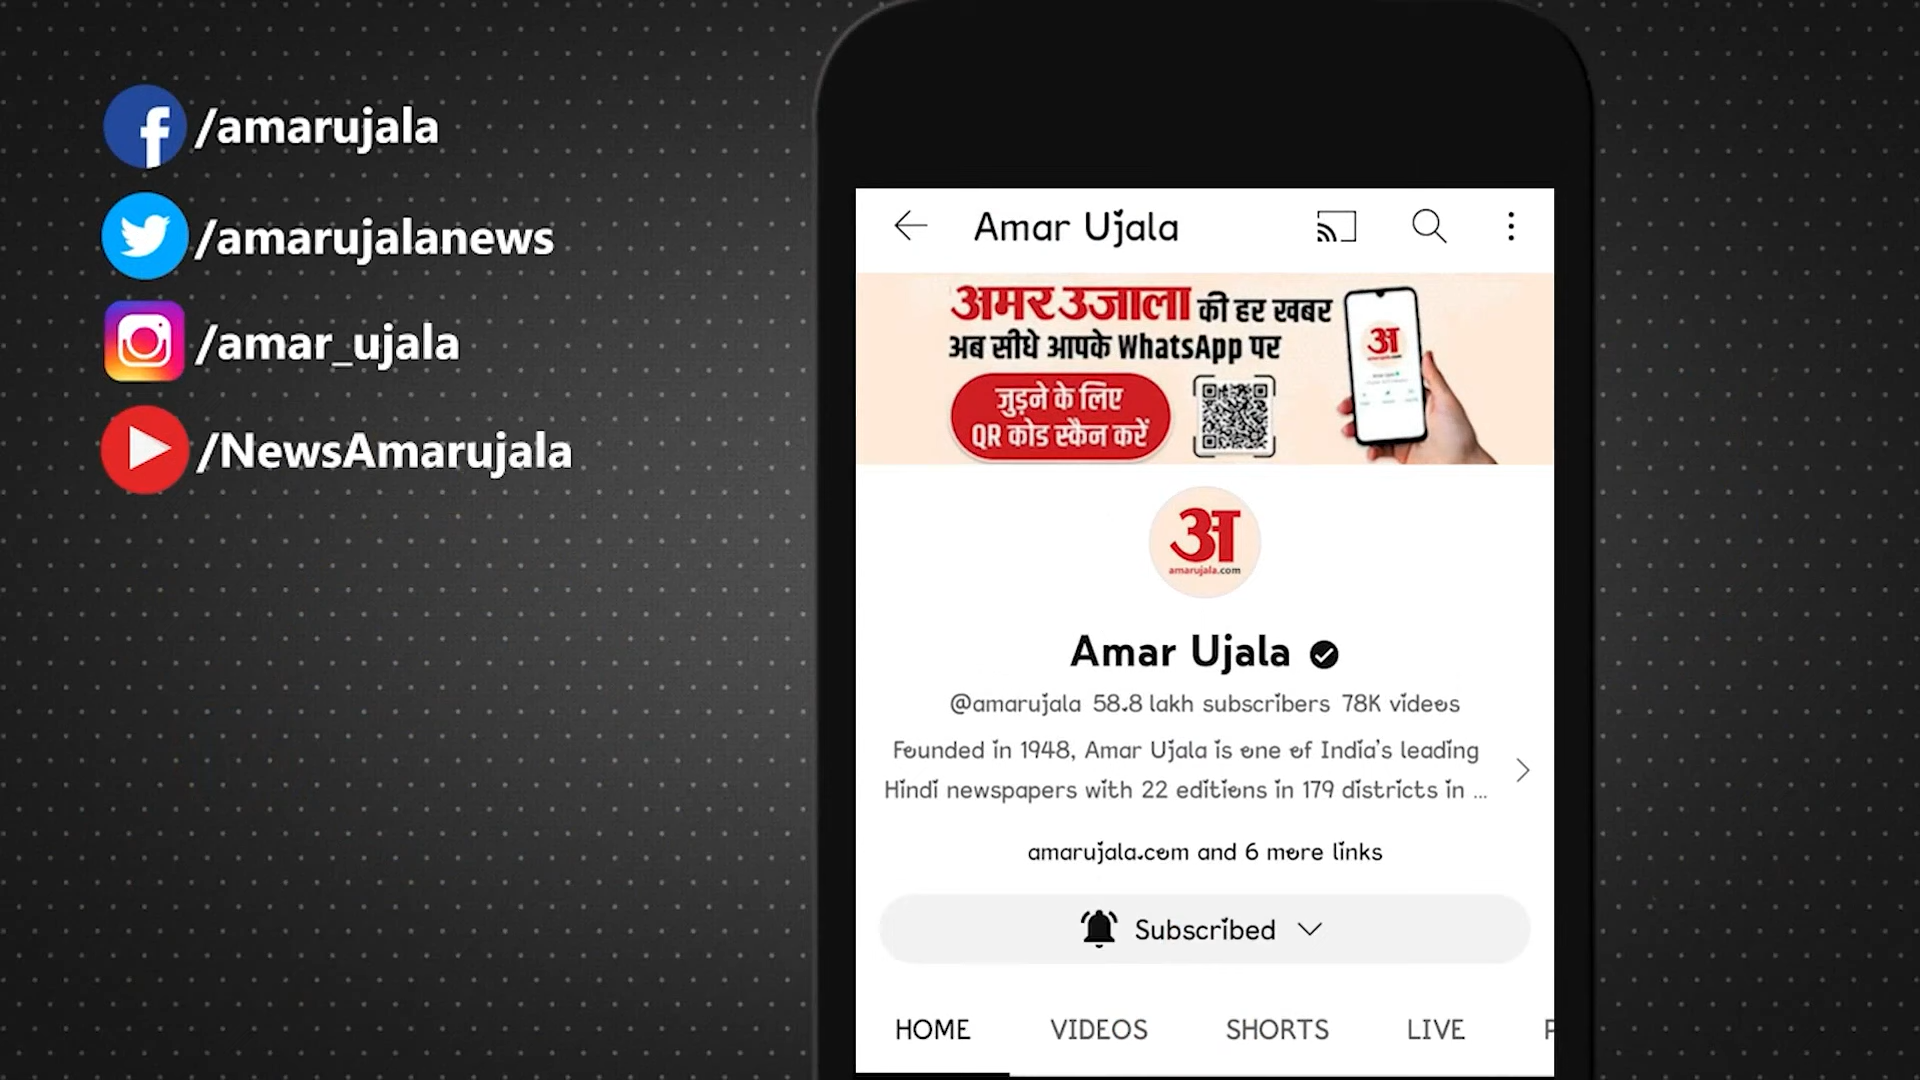 /amarujala
/amarujalanews
/amar_ujala
/NewsAmarujala
Amar Ujala
अमर उजाला की हर खबर
अब सीधे आपके WhatsApp पर
जुड़ने के लिए
QR कोड स्कैन करें
अ
अ
amarujala.com
Amar Ujala
@amarujala 58.8 lakh subscribers 78K videos
Founded in 1948, Amar Ujala is one of India's leading
Hindi newspapers with 22 editions in 179 districts in ...
amarujala.com and 6 more links
Subscribed
HOME VIDEOS SHORTS LIVE